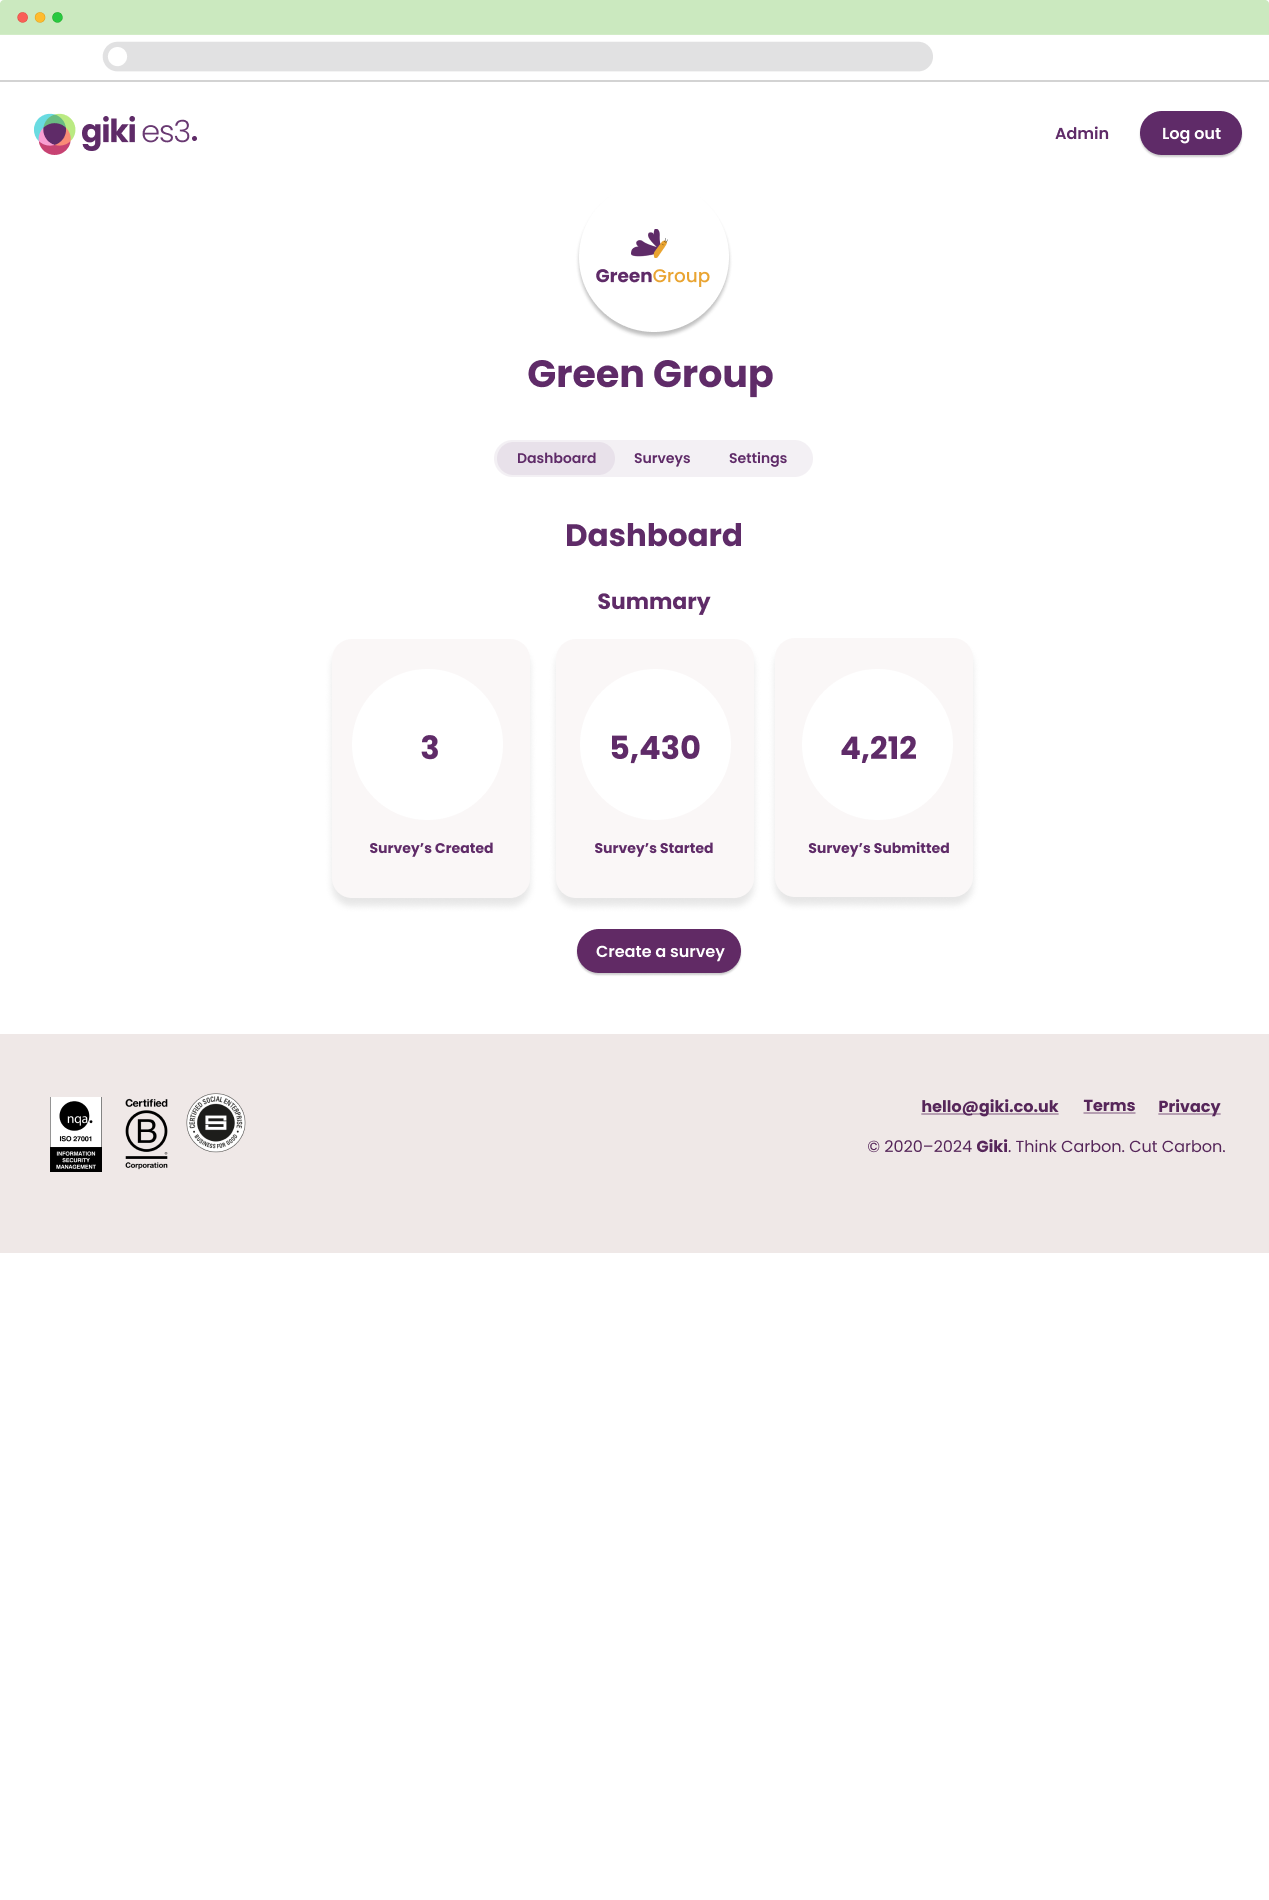 giki es3.
Admin
Log out
GreenGroup
Green Group
Dashboard
Surveys
Settings
Dashboard
Summary
3
5,430
4,212
Survey’s Created
Survey’s Started
Survey’s Submitted
Create a survey
nqa.
ISO 27001
INFORMATION
SECURITY
MANAGEMENT
Certified
B
Corporation
CERTIFIED SOCIAL ENTERPRISE
BUSINESS FOR GOOD
hello@giki.co.uk
Terms
Privacy
© 2020–2024 Giki. Think Carbon. Cut Carbon.